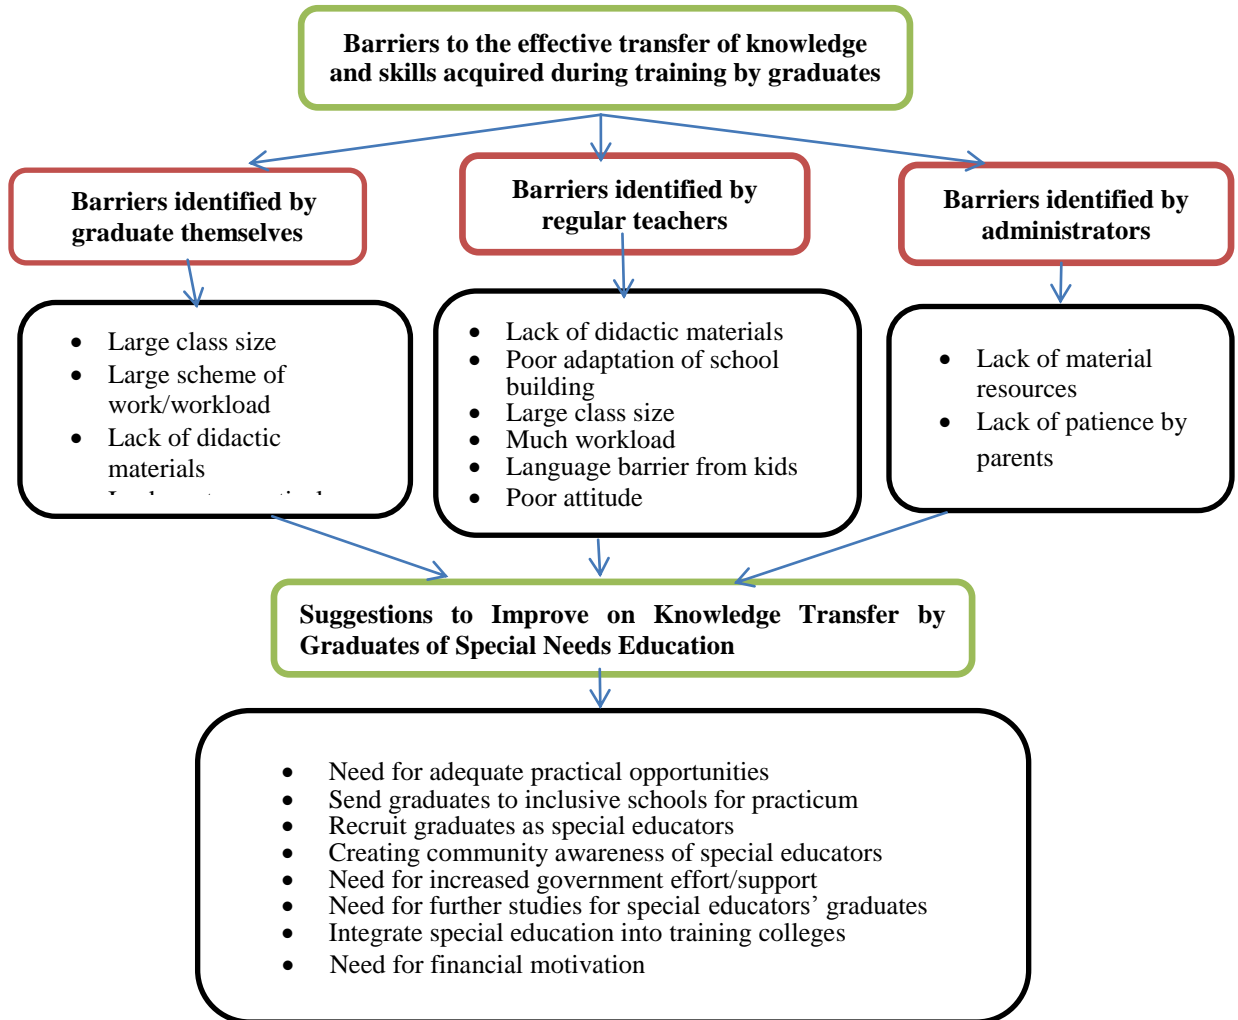 Barriers to the effective transfer of knowledge
and skills acquired during training by graduates
Barriers identified by
graduate themselves
Barriers identified by
regular teachers
Barriers identified by
administrators
• Large class size
• Large scheme of
work/workload
• Lack of didactic
materials
• Lack of didactic materials
• Poor adaptation of school
building
• Large class size
• Much workload
• Language barrier from kids
• Poor attitude
• Lack of material
resources
• Lack of patience by
parents
Suggestions to Improve on Knowledge Transfer by
Graduates of Special Needs Education
• Need for adequate practical opportunities
• Send graduates to inclusive schools for practicum
• Recruit graduates as special educators
• Creating community awareness of special educators
• Need for increased government effort/support
• Need for further studies for special educators’ graduates
• Integrate special education into training colleges
• Need for financial motivation